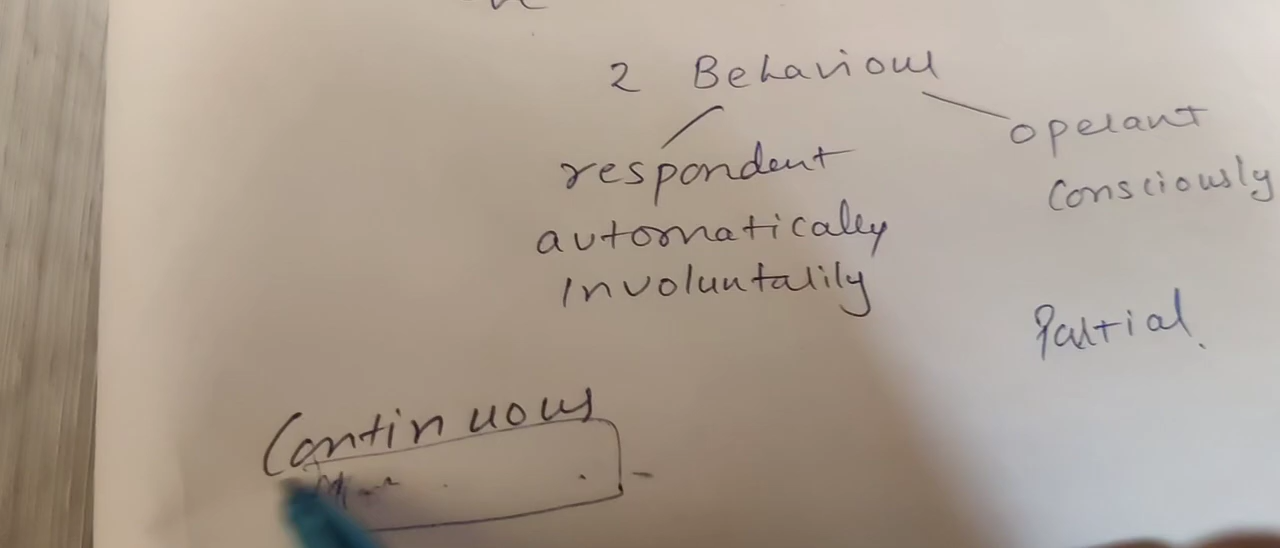 2 Behaviour
respondent
operant
automatically
Consciously
Involuntarily
Partial
Continuous